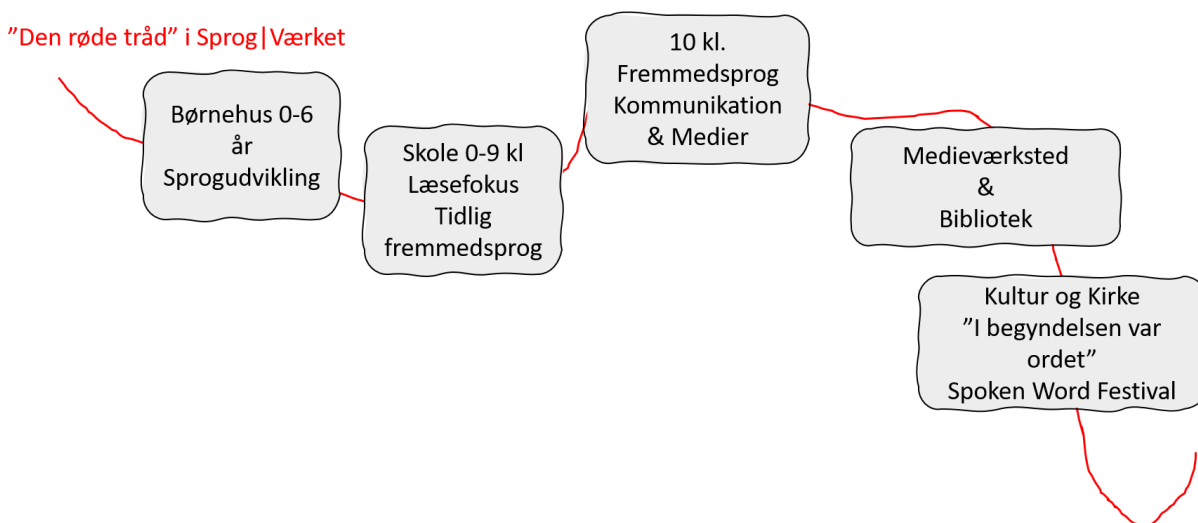 ”Den røde tråd” i Sprog|Værket
Børnehus 0-6
år
Sprogudvikling
Skole 0-9 kl
Læsefokus
Tidlig
fremmedsprog
10 kl.
Fremmedsprog
Kommunikation
& Medier
Medieværksted
&
Bibliotek
Kultur og Kirke
”I begyndelsen var
ordet”
Spoken Word Festival